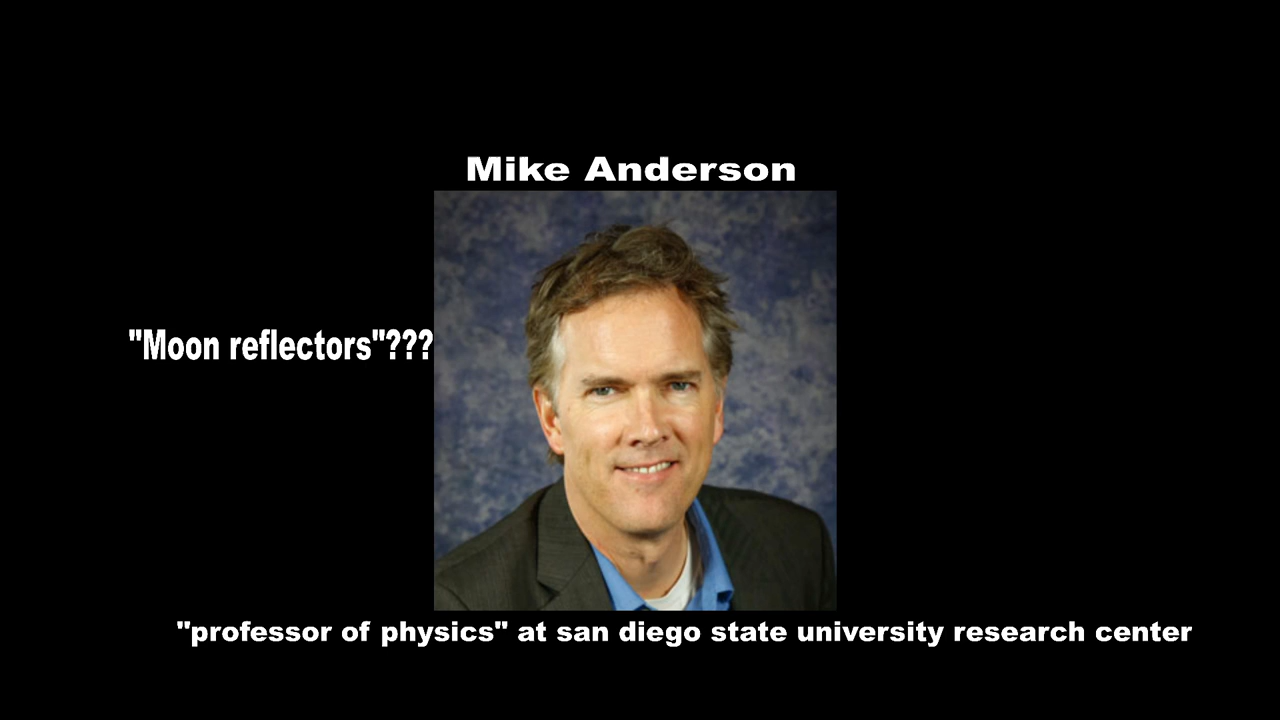 Mike Anderson
"Moon reflectors"???
"professor of physics" at san diego state university research center